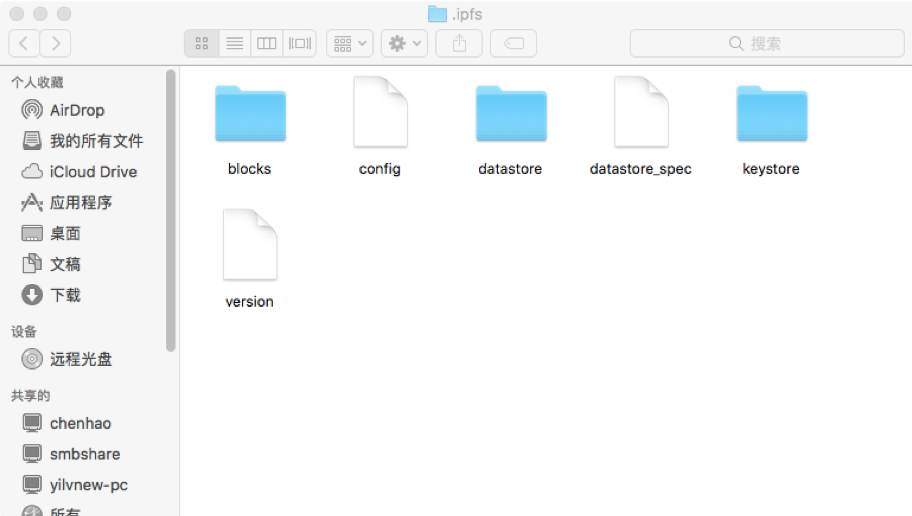 .ipfs
搜索
个人收藏
AirDrop
我的所有文件
iCloud Drive
应用程序
桌面
文稿
下载
设备
远程光盘
共享的
chenhao
smbshare
yilvnew-pc
所有
blocks
config
datastore
datastore_spec
keystore
version